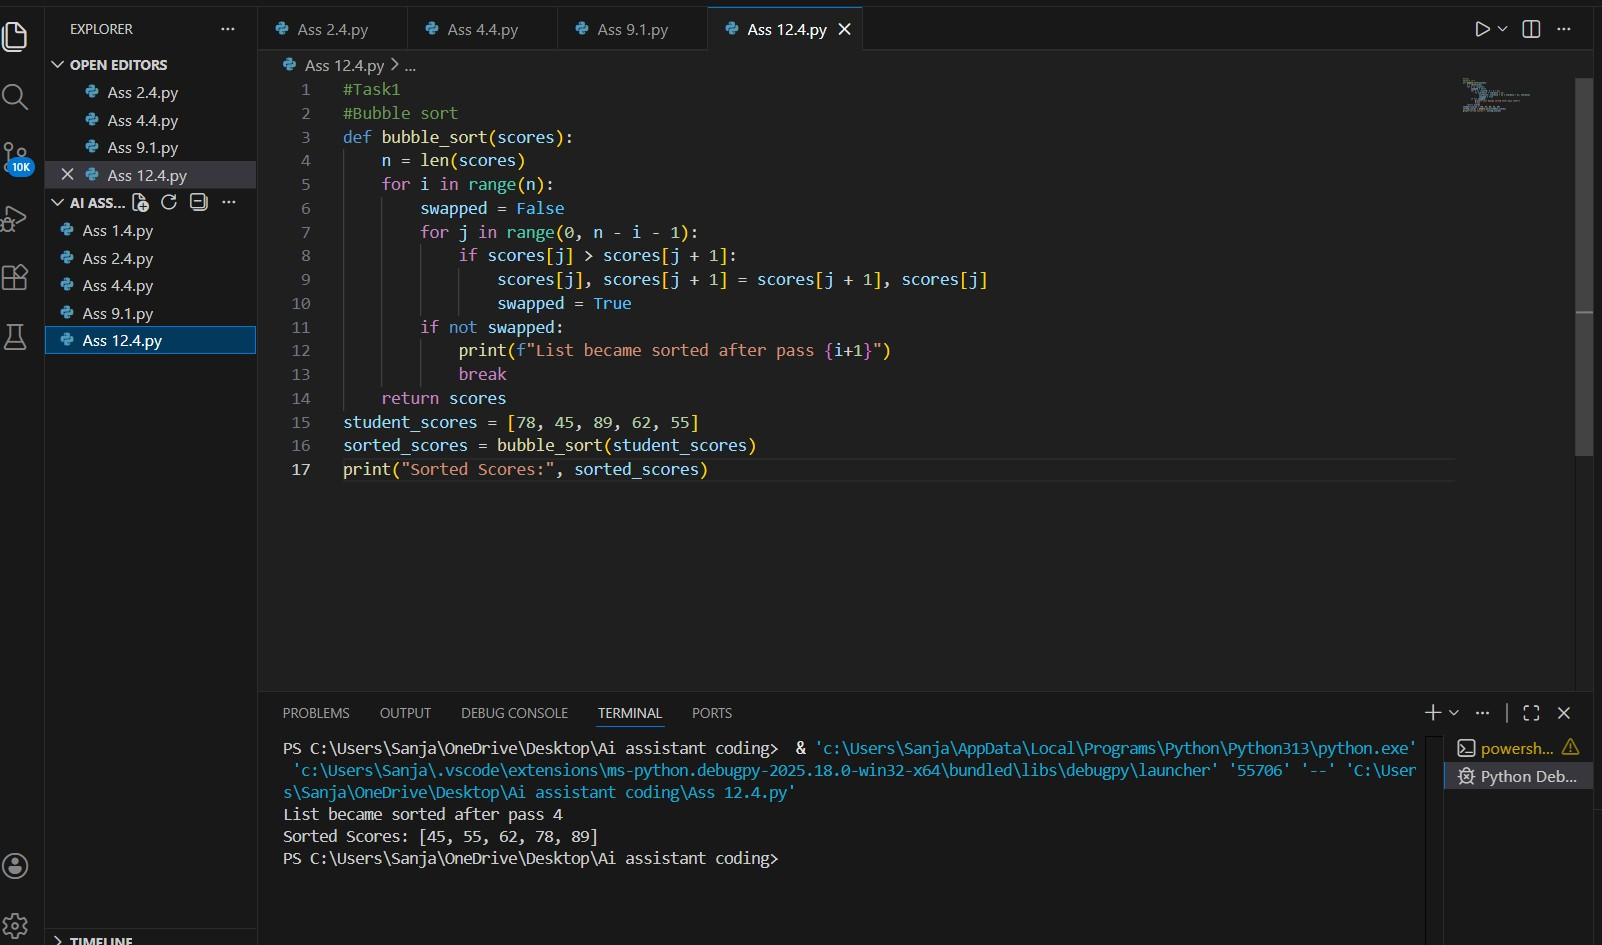 EXPLORER
OPEN EDITORS
Ass 2.4.py
Ass 4.4.py
Ass 9.1.py
Ass 12.4.py
AI ASS...
Ass 1.4.py
Ass 2.4.py
Ass 4.4.py
Ass 9.1.py
Ass 12.4.py
TIMELINE
10K
Ass 2.4.py
Ass 4.4.py
Ass 9.1.py
Ass 12.4.py
Ass 12.4.py > ...
1 #Task1
2 #Bubble sort
3 def bubble_sort(scores):
4     n = len(scores)
5     for i in range(n):
6         swapped = False
7         for j in range(0, n - i - 1):
8             if scores[j] > scores[j + 1]:
9                 scores[j], scores[j + 1] = scores[j + 1], scores[j]
10                 swapped = True
11         if not swapped:
12             print(f"List became sorted after pass {i+1}")
13             break
14     return scores
15 student_scores = [78, 45, 89, 62, 55]
16 sorted_scores = bubble_sort(student_scores)
17 print("Sorted Scores:", sorted_scores)
PROBLEMS OUTPUT DEBUG CONSOLE TERMINAL PORTS
PS C:\Users\Sanja\OneDrive\Desktop\Ai assistant coding>  & 'c:\Users\Sanja\AppData\Local\Programs\Python\Python313\python.exe'
 'c:\Users\Sanja\.vscode\extensions\ms-python.debugpy-2025.18.0-win32-x64\bundled\libs\debugpy\launcher' '55706' '--' 'C:\User
s\Sanja\OneDrive\Desktop\Ai assistant coding\Ass 12.4.py'
List became sorted after pass 4
Sorted Scores: [45, 55, 62, 78, 89]
PS C:\Users\Sanja\OneDrive\Desktop\Ai assistant coding>
powersh...
Python Deb...